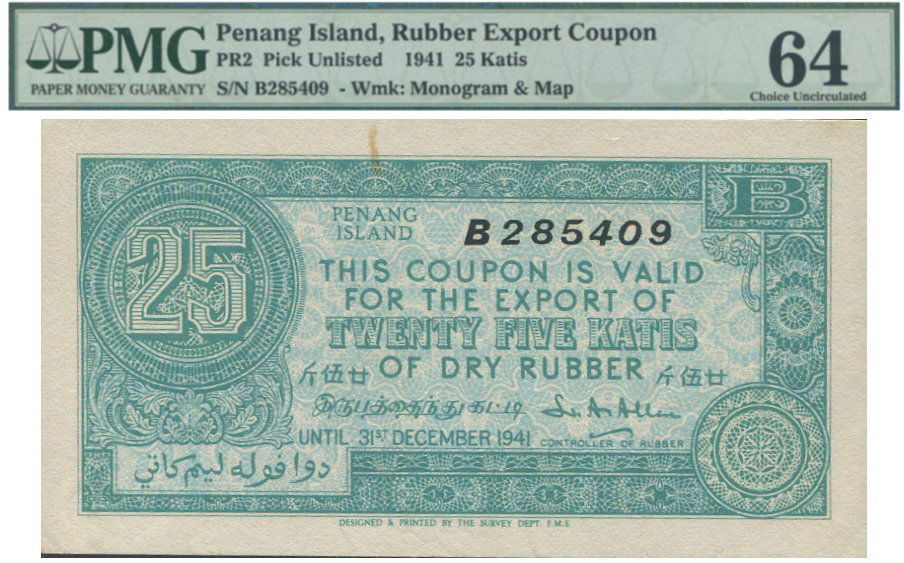 PMG
PAPER MONEY GUARANTY
Penang Island, Rubber Export Coupon
PR2 Pick Unlisted 1941 25 Katis
S/N B285409 - Wmk: Monogram & Map
64
Choice Uncirculated
B
PENANG
ISLAND
B285409
25
THIS COUPON IS VALID
FOR THE EXPORT OF
TWENTY FIVE KATIS
OF DRY RUBBER
斤伍廿
斤伍廿
இருபத்தைந்து கட்டி
UNTIL 31ST DECEMBER 1941
CONTROLLER OF RUBBER
دوا فوله ليم كاتي
DESIGNED & PRINTED BY THE SURVEY DEPT. F.M.S.